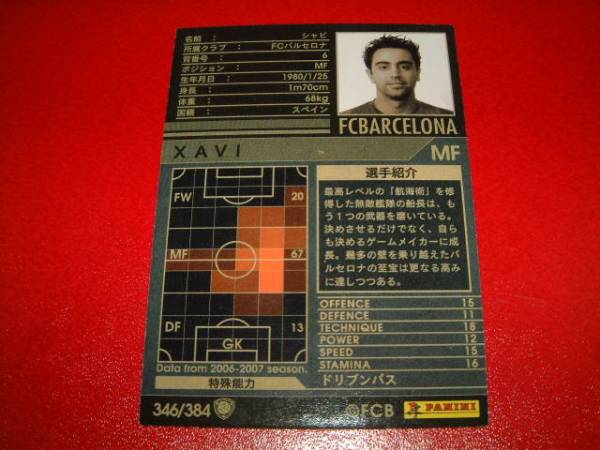 名前 : シャビ
所属クラブ : FCバルセロナ
背番号 : 6
ポジション : MF
生年月日 : 1980/1/25
身長 : 1m70cm
体重 : 68kg
国籍 : スペイン
FCBARCELONA
XAVI
MF
FW 20
MF 67
DF 13
GK
Data from 2006-2007 season.
選手紹介
最高レベルの「航海術」を修
得した無敵艦隊の船長は、も
う1つの武器を磨いている。
決めさせるだけでなく、自ら
も決めるゲームメイカーに成
長。幾多の壁を乗り越えたバ
ルセロナの至宝は更なる高み
に達しつつある。
OFFENCE 15
DEFENCE 11
TECHNIQUE 18
POWER 12
SPEED 15
STAMINA 16
特殊能力
ドリブンパス
346/384
©FCB
PANINI